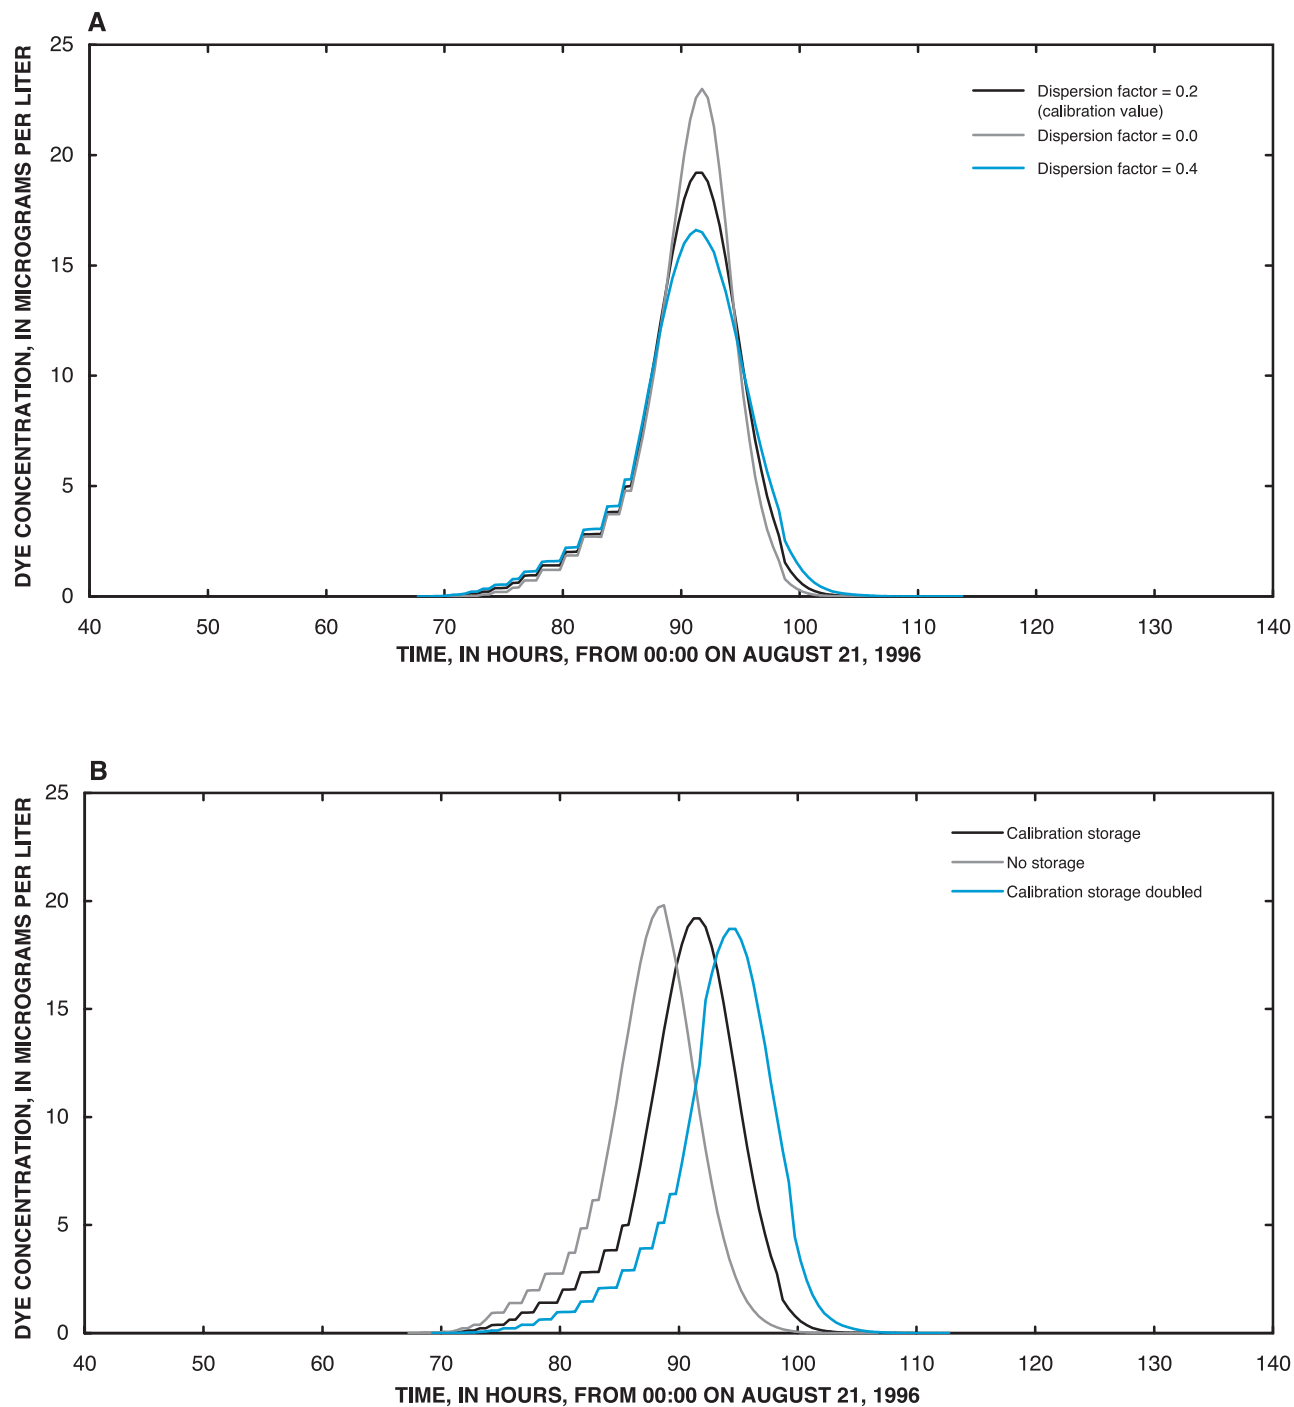 A
DYE CONCENTRATION, IN MICROGRAMS PER LITER
25
20
15
10
5
0
Dispersion factor = 0.2
(calibration value)
Dispersion factor = 0.0
Dispersion factor = 0.4
40 50 60 70 80 90 100 110 120 130 140
TIME, IN HOURS, FROM 00:00 ON AUGUST 21, 1996
B
DYE CONCENTRATION, IN MICROGRAMS PER LITER
25
20
15
10
5
0
Calibration storage
No storage
Calibration storage doubled
40 50 60 70 80 90 100 110 120 130 140
TIME, IN HOURS, FROM 00:00 ON AUGUST 21, 1996